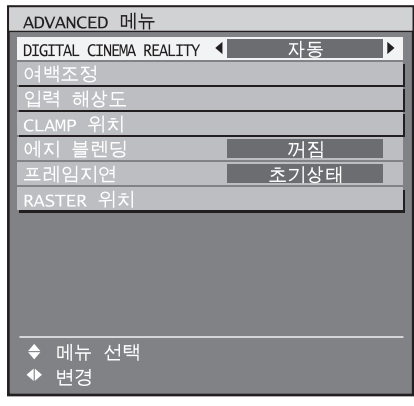 ADVANCED 메뉴
DIGITAL CINEMA REALITY 자동
여백조정
입력 해상도
CLAMP 위치
에지 블렌딩 꺼짐
프레임지연 초기상태
RASTER 위치
메뉴 선택
변경